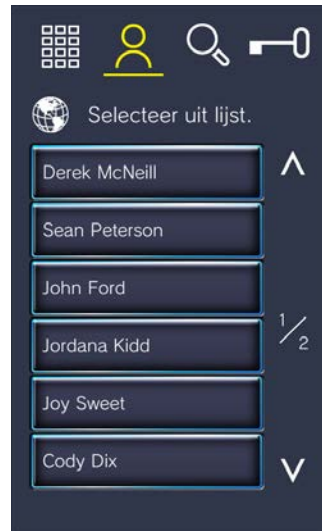 Selecteer uit lijst.
Derek McNeill
Sean Peterson
John Ford
Jordana Kidd
1/2
Joy Sweet
Cody Dix